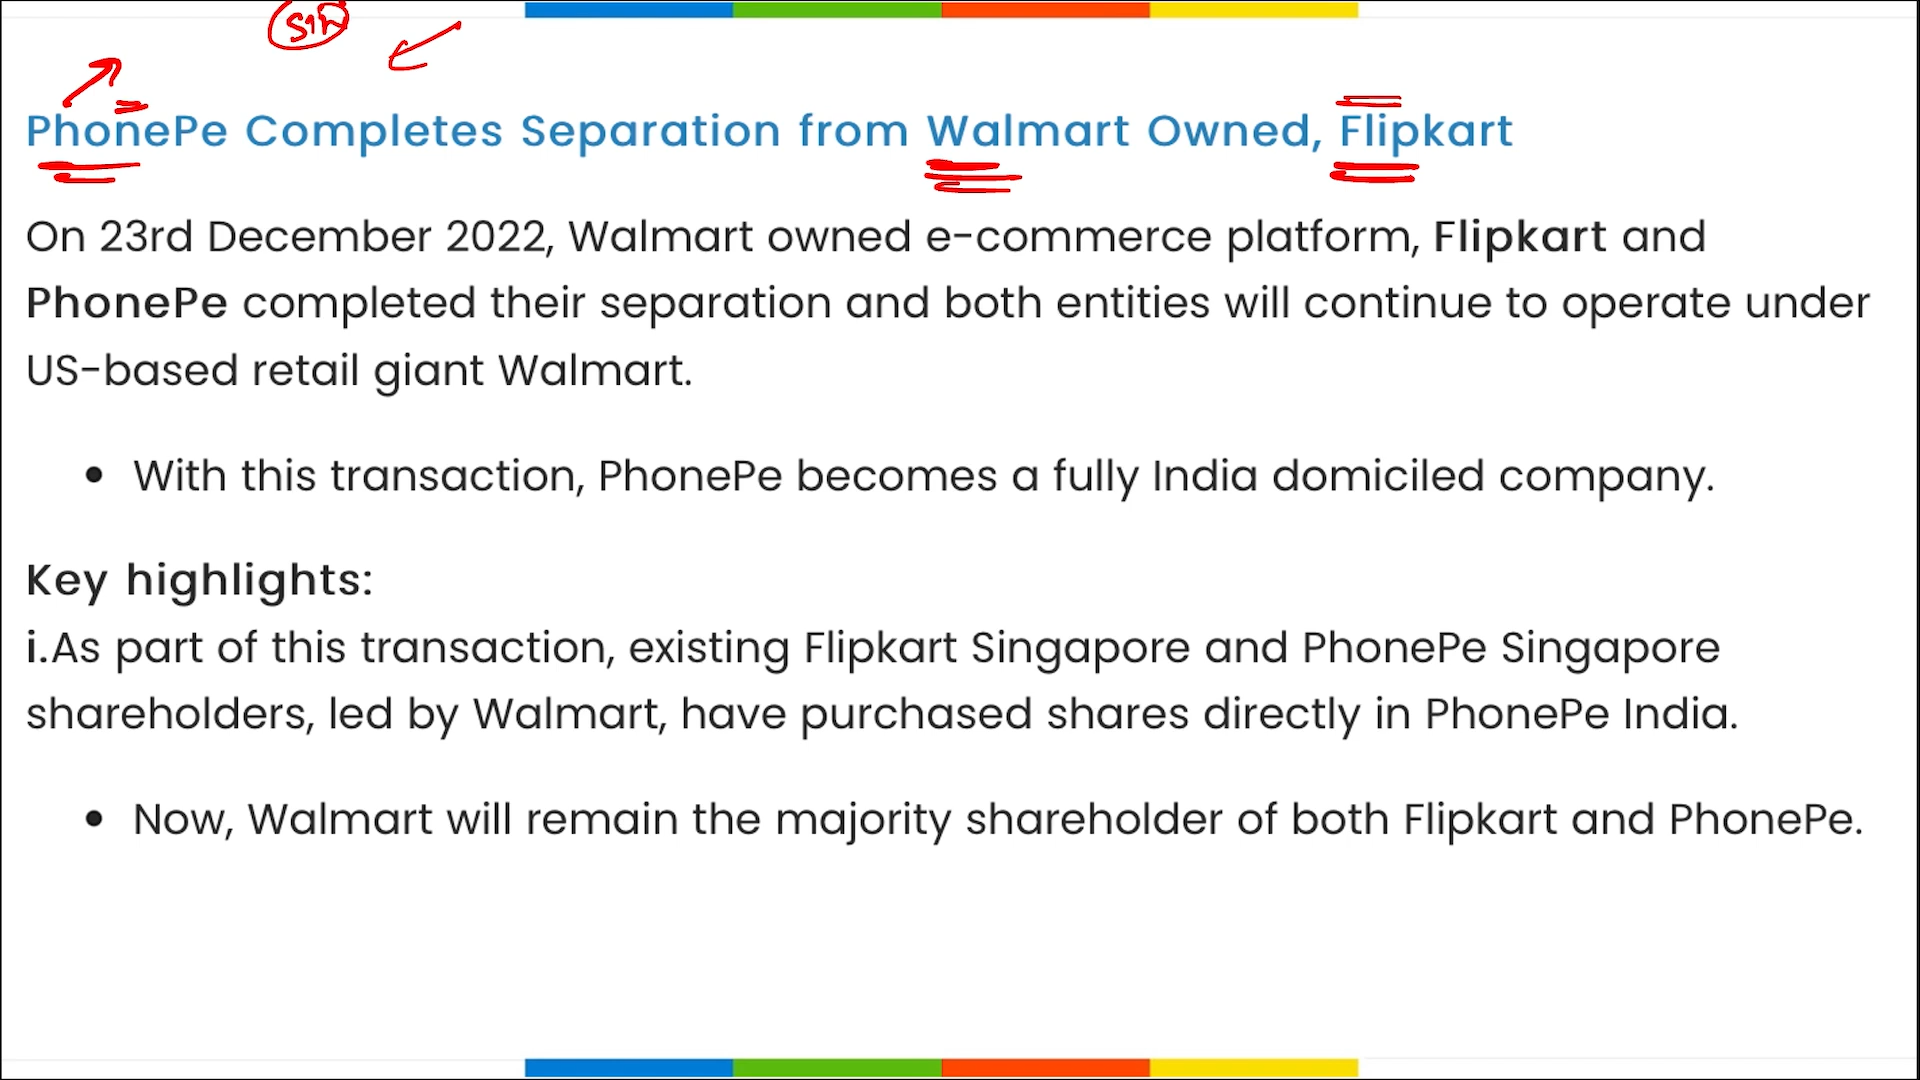 SIN
PhonePe Completes Separation from Walmart Owned, Flipkart
On 23rd December 2022, Walmart owned e-commerce platform, Flipkart and
PhonePe completed their separation and both entities will continue to operate under
US-based retail giant Walmart.
• With this transaction, PhonePe becomes a fully India domiciled company.
Key highlights:
i.As part of this transaction, existing Flipkart Singapore and PhonePe Singapore
shareholders, led by Walmart, have purchased shares directly in PhonePe India.
• Now, Walmart will remain the majority shareholder of both Flipkart and PhonePe.